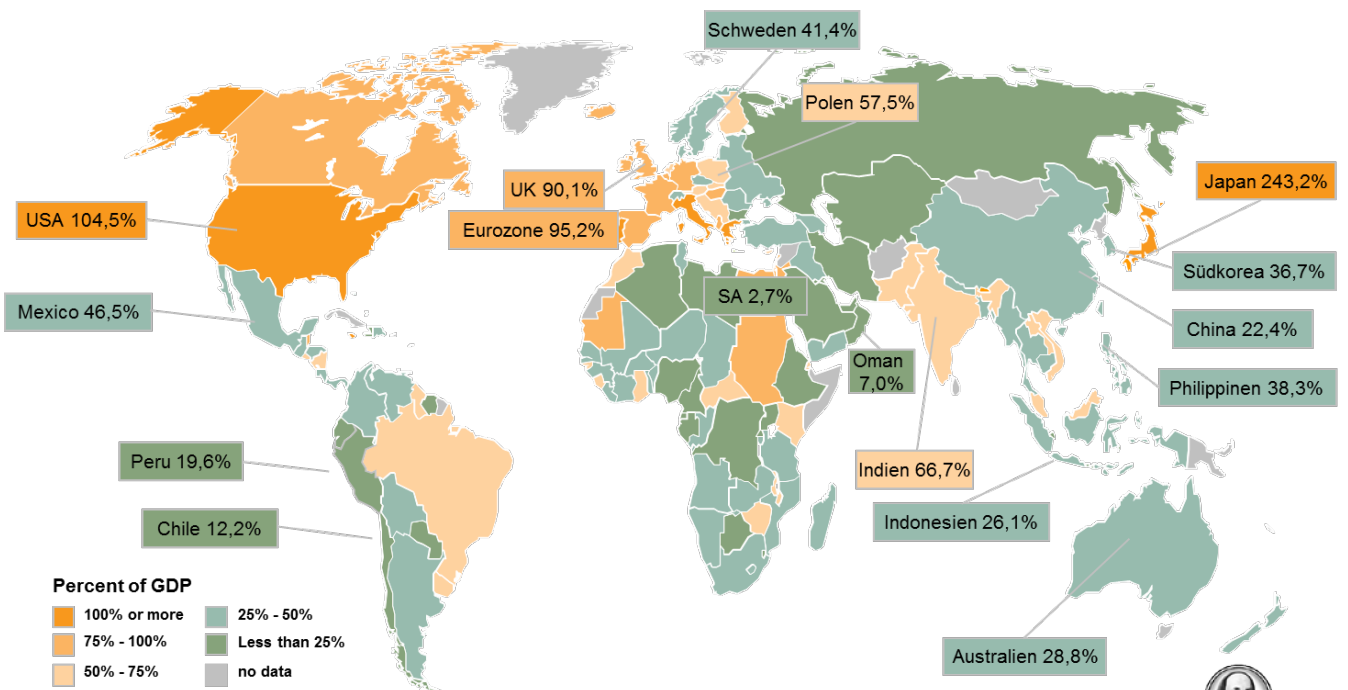 Schweden 41,4%
Polen 57,5%
UK 90,1%
Japan 243,2%
USA 104,5%
Eurozone 95,2%
Südkorea 36,7%
SA 2,7%
Mexico 46,5%
China 22,4%
Oman
7,0%
Philippinen 38,3%
Peru 19,6%
Indien 66,7%
Chile 12,2%
Indonesien 26,1%
Australien 28,8%
Percent of GDP
100% or more
75% - 100%
50% - 75%
25% - 50%
Less than 25%
no data